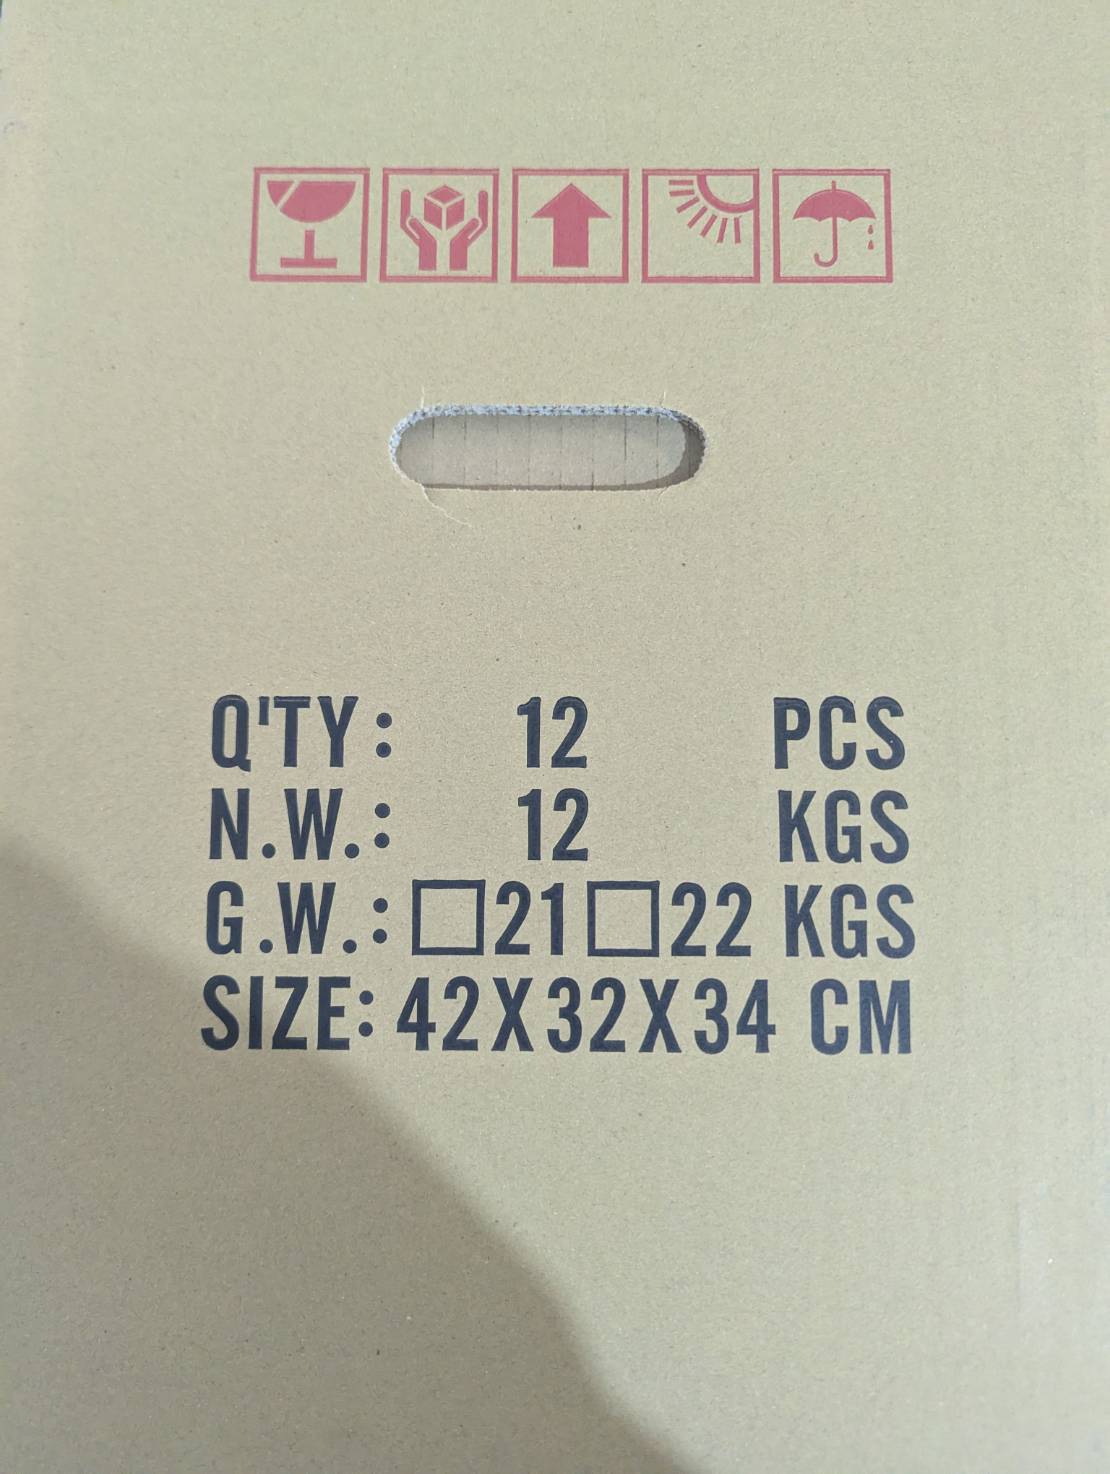 Q'TY: 12 PCS
N.W.: 12 KGS
G.W.: □21 □22 KGS
SIZE: 42X32X34 CM